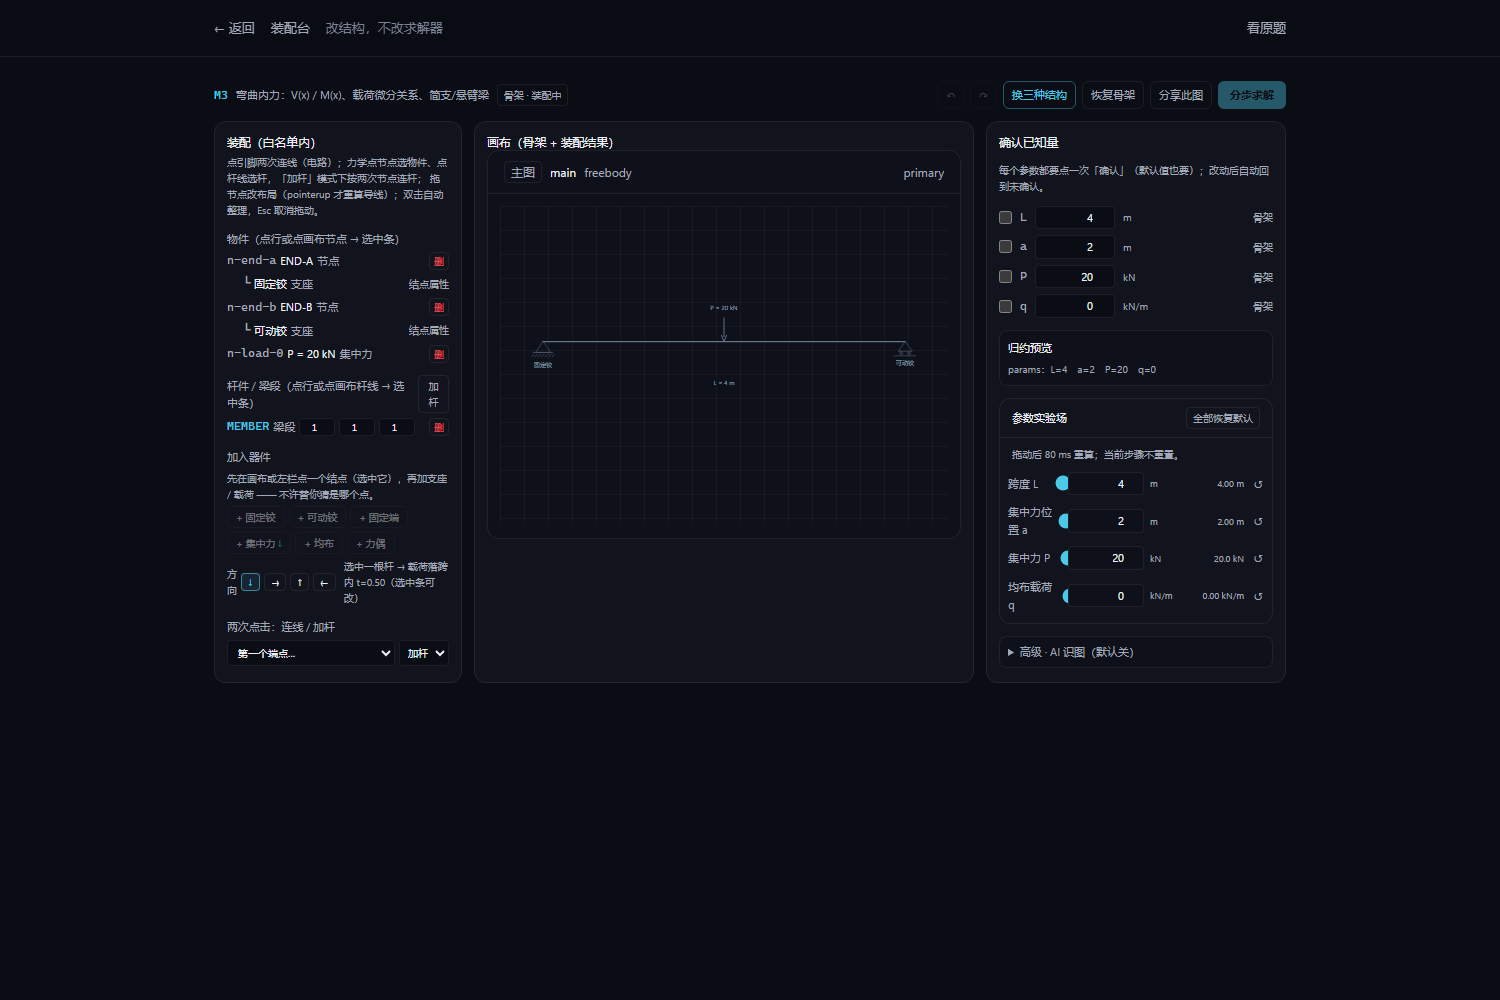 ← 返回 装配台 改结构，不改求解器 看原题
M3 弯曲内力：V(x) / M(x)、载荷微分关系、简支/悬臂梁 骨架 · 装配中 ↶ ↷ 换三种结构 恢复骨架 分享此图 分步求解
装配（白名单内）
点引脚两次连线（电路）；力学点节点选物件、点
杆线选杆，「加杆」模式下按两次节点连杆； 拖
节点改布局（pointerup 才重算导线）；双击自动
整理，Esc 取消拖动。
物件（点行或点画布节点 → 选中条）
n-end-a END-A 节点 删
└ 固定铰 支座 结点属性
n-end-b END-B 节点 删
└ 可动铰 支座 结点属性
n-load-0 P = 20 kN 集中力 删
杆件 / 梁段（点行或点画布杆线 → 选
中条）
加
杆
MEMBER 梁段 1 1 1 删
加入器件
先在画布或左栏点一个结点（选中它），再加支座
/ 载荷 —— 不许替你猜是哪个点。
+ 固定铰 + 可动铰 + 固定端
+ 集中力↓ + 均布 + 力偶
方
向
↓ → ↑ ←
选中一根杆 → 载荷落跨
内 t=0.50（选中条可
改）
两次点击：连线 / 加杆
第一个端点… 加杆
画布（骨架 + 装配结果）
主图 main freebody primary
P = 20 kN
固定铰
可动铰
L = 4 m
确认已知量
每个参数都要点一次「确认」（默认值也要）；改动后自动回
到未确认。
L 4 m 骨架
a 2 m 骨架
P 20 kN 骨架
q 0 kN/m 骨架
归约预览
params：L=4 a=2 P=20 q=0
参数实验场 全部恢复默认
拖动后 80 ms 重算；当前步骤不重置。
跨度 L 4 m 4.00 m ↺
集中力位
置 a
2 m 2.00 m ↺
集中力 P 20 kN 20.0 kN ↺
均布载荷
q
0 kN/m 0.00 kN/m ↺
▶ 高级 · AI 识图（默认关）